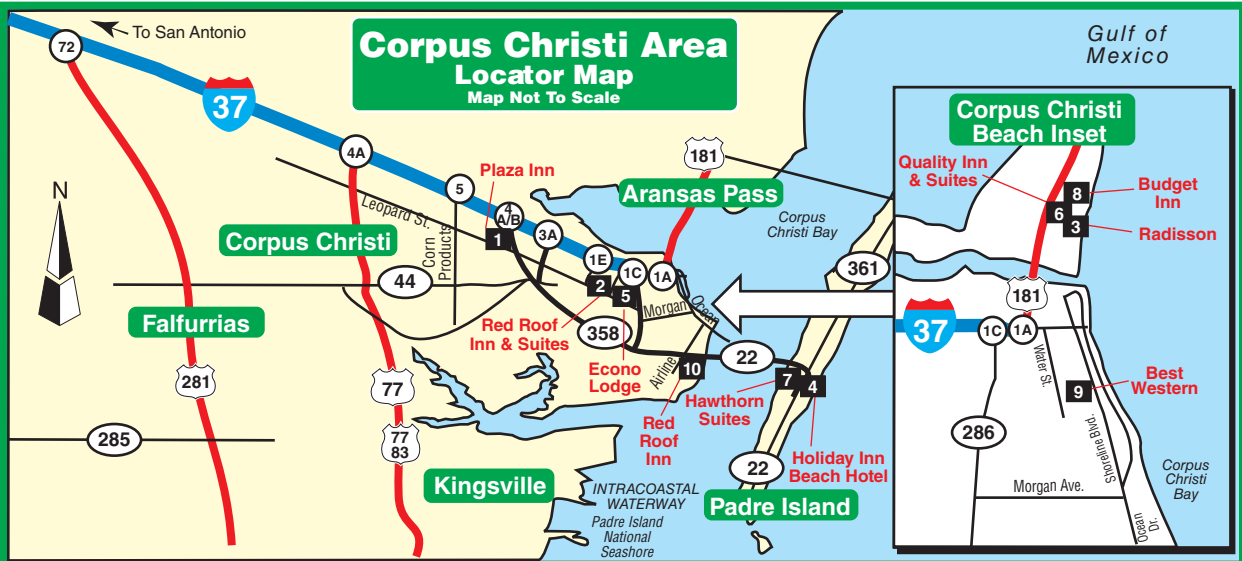 To San Antonio
Corpus Christi Area
Locator Map
Map Not To Scale
Gulf of
Mexico
72
37
4A
5
4
A/B
3A
1E
1C
1A
181
Plaza Inn
Leopard St.
Corn
Products
1
Aransas Pass
Corpus Christi
Corpus
Christi Bay
361
44
2
5
Morgan
Ocean
Falfurrias
Red Roof
Inn & Suites
358
22
Airline
10
7
4
281
77
Econo
Lodge
Hawthorn
Suites
Red
Roof
Inn
285
77
83
Holiday Inn
Beach Hotel
22
Kingsville
INTRACOASTAL
WATERWAY
Padre Island
Padre Island
National
Seashore
Corpus Christi
Beach Inset
Quality Inn
& Suites
8
Budget
Inn
6
3
Radisson
181
37
1C
1A
Water St.
Best
Western
9
286
Shoreline Blvd.
Corpus
Christi
Bay
Morgan Ave.
Ocean
Dr.
N